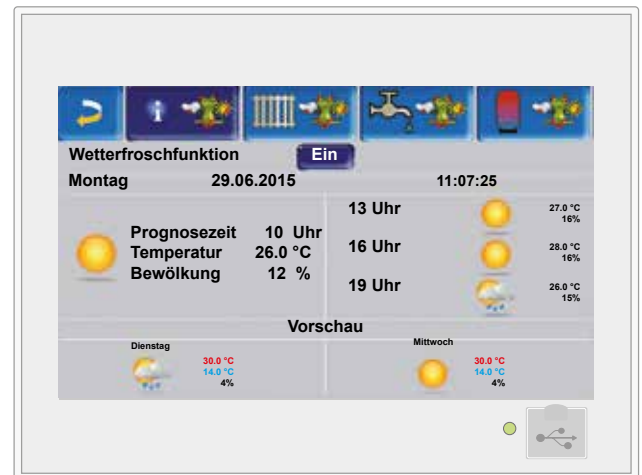 i
Wetterfroschfunktion Ein
Montag 29.06.2015 11:07:25
Prognosezeit 10 Uhr
Temperatur 26.0 °C
Bewölkung 12 %
13 Uhr 27.0 °C
16%
16 Uhr 28.0 °C
16%
19 Uhr 26.0 °C
15%
Vorschau
Dienstag
30.0 °C
14.0 °C
4%
Mittwoch
30.0 °C
14.0 °C
4%